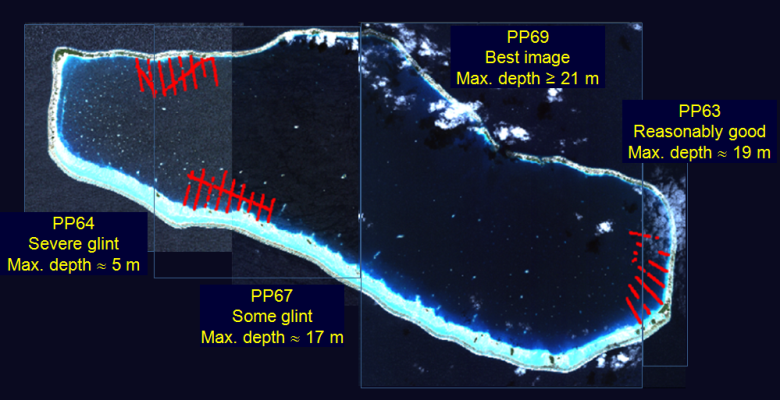 PP69
Best image
Max. depth ≥ 21 m
PP63
Reasonably good
Max. depth ≈ 19 m
PP64
Severe glint
Max. depth ≈ 5 m
PP67
Some glint
Max. depth ≈ 17 m